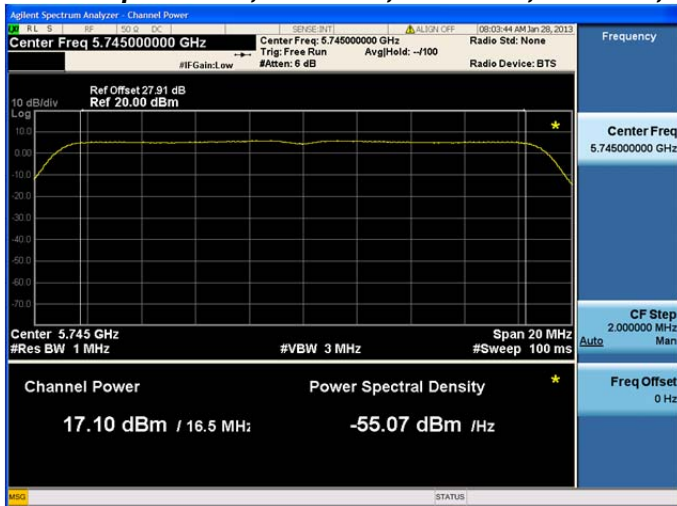 Agilent Spectrum Analyzer - Channel Power
RL S RF 50 Ω DC SENSE:INT ALIGN OFF 08:03:44 AM Jan 28, 2013
Center Freq 5.745000000 GHz Center Freq: 5.745000000 GHz Radio Std: None Frequency
Trig: Free Run Avg|Hold: --/100
#IFGain:Low #Atten: 6 dB Radio Device: BTS
Ref Offset 27.91 dB
10 dB/div Ref 20.00 dBm
Log
10.0
0.00
-10.0
-20.0
-30.0
-40.0
-50.0
-60.0
-70.0
Center Freq
5.745000000 GHz
Center 5.745 GHz Span 20 MHz
#Res BW 1 MHz #VBW 3 MHz #Sweep 100 ms
CF Step
2.000000 MHz
Auto Man
Channel Power Power Spectral Density
17.10 dBm / 16.5 MHz -55.07 dBm /Hz
Freq Offset
0 Hz
MSG STATUS